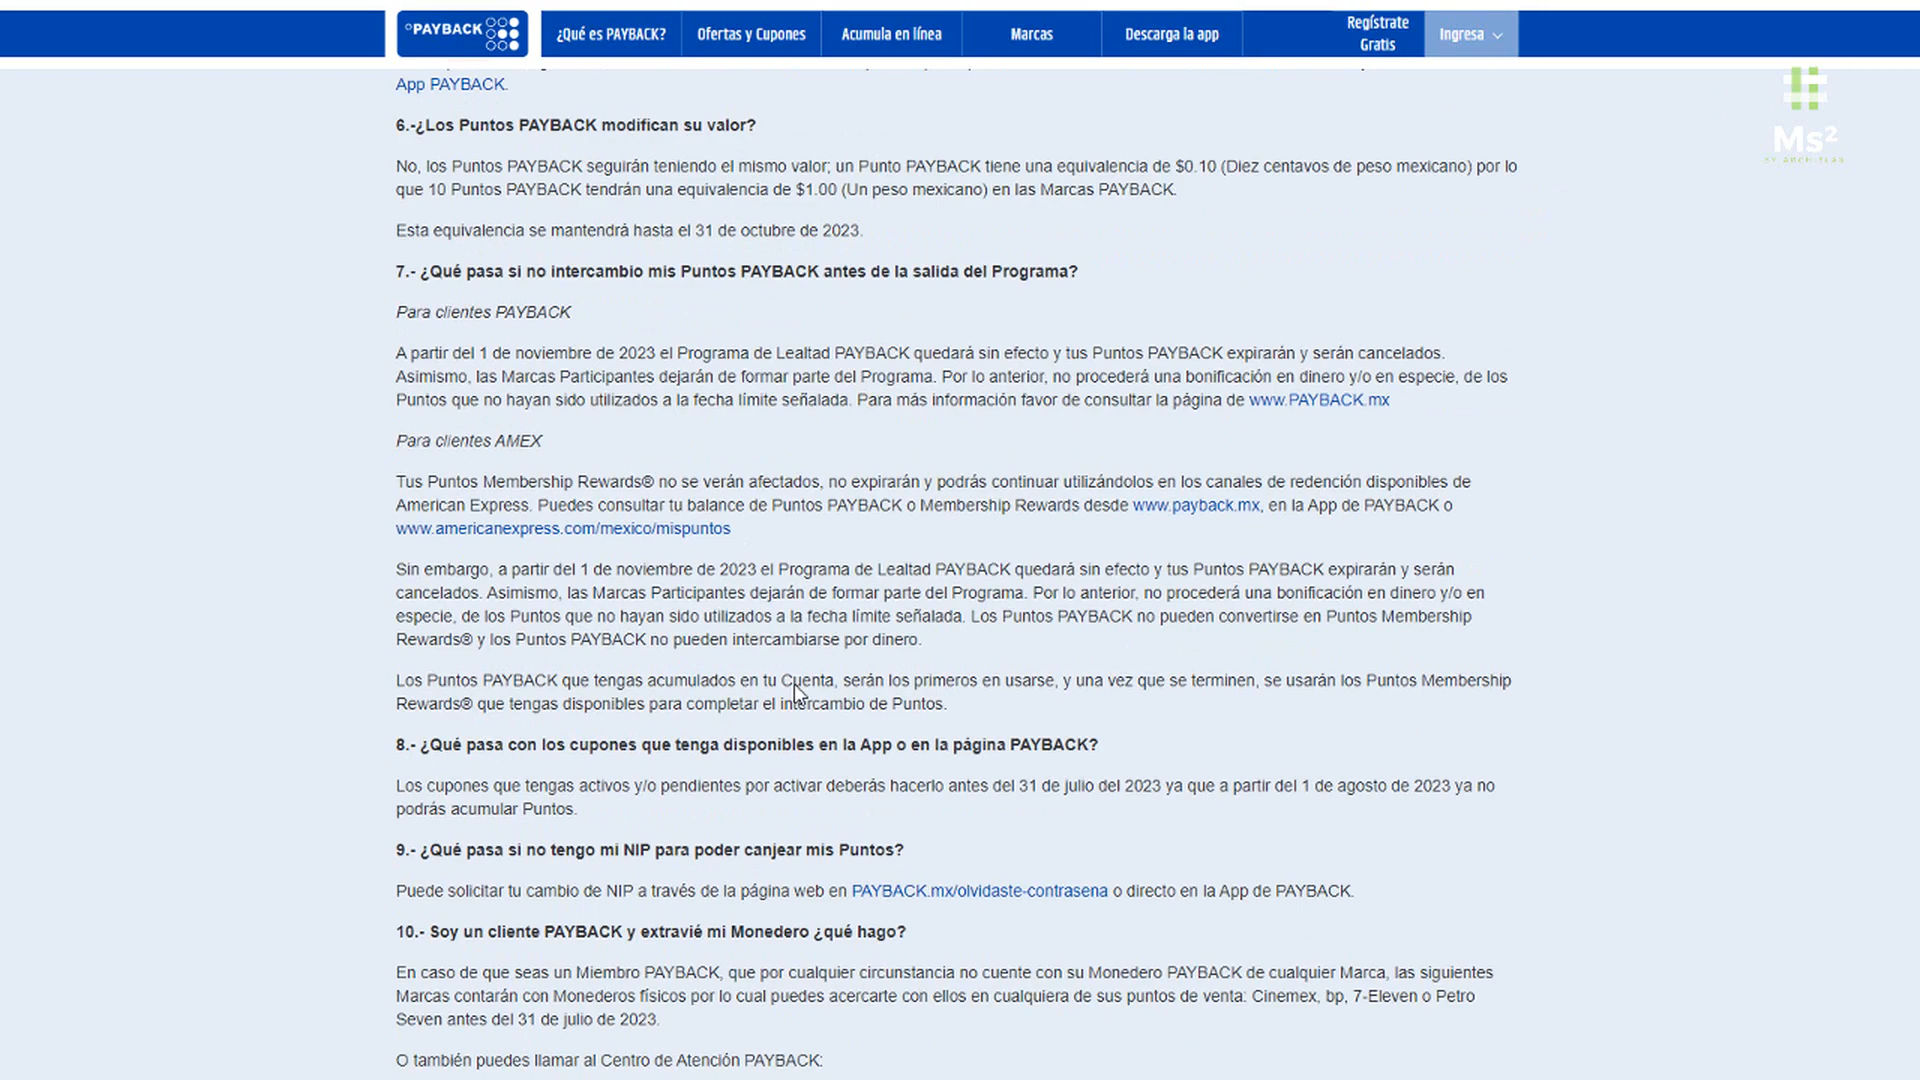 °PAYBACK
¿Qué es PAYBACK?
Ofertas y Cupones
Acumula en línea
Marcas
Descarga la app
Regístrate
Gratis
Ingresa
Ms²
BY ARCHITLAB
App PAYBACK.
6.-¿Los Puntos PAYBACK modifican su valor?
No, los Puntos PAYBACK seguirán teniendo el mismo valor; un Punto PAYBACK tiene una equivalencia de $0.10 (Diez centavos de peso mexicano) por lo
que 10 Puntos PAYBACK tendrán una equivalencia de $1.00 (Un peso mexicano) en las Marcas PAYBACK.
Esta equivalencia se mantendrá hasta el 31 de octubre de 2023.
7.- ¿Qué pasa si no intercambio mis Puntos PAYBACK antes de la salida del Programa?
Para clientes PAYBACK
A partir del 1 de noviembre de 2023 el Programa de Lealtad PAYBACK quedará sin efecto y tus Puntos PAYBACK expirarán y serán cancelados.
Asimismo, las Marcas Participantes dejarán de formar parte del Programa. Por lo anterior, no procederá una bonificación en dinero y/o en especie, de los
Puntos que no hayan sido utilizados a la fecha límite señalada. Para más información favor de consultar la página de www.PAYBACK.mx
Para clientes AMEX
Tus Puntos Membership Rewards® no se verán afectados, no expirarán y podrás continuar utilizándolos en los canales de redención disponibles de
American Express. Puedes consultar tu balance de Puntos PAYBACK o Membership Rewards desde www.payback.mx, en la App de PAYBACK o
www.americanexpress.com/mexico/mispuntos
Sin embargo, a partir del 1 de noviembre de 2023 el Programa de Lealtad PAYBACK quedará sin efecto y tus Puntos PAYBACK expirarán y serán
cancelados. Asimismo, las Marcas Participantes dejarán de formar parte del Programa. Por lo anterior, no procederá una bonificación en dinero y/o en
especie, de los Puntos que no hayan sido utilizados a la fecha límite señalada. Los Puntos PAYBACK no pueden convertirse en Puntos Membership
Rewards® y los Puntos PAYBACK no pueden intercambiarse por dinero.
Los Puntos PAYBACK que tengas acumulados en tu Cuenta, serán los primeros en usarse, y una vez que se terminen, se usarán los Puntos Membership
Rewards® que tengas disponibles para completar el intercambio de Puntos.
8.- ¿Qué pasa con los cupones que tenga disponibles en la App o en la página PAYBACK?
Los cupones que tengas activos y/o pendientes por activar deberás hacerlo antes del 31 de julio del 2023 ya que a partir del 1 de agosto de 2023 ya no
podrás acumular Puntos.
9.- ¿Qué pasa si no tengo mi NIP para poder canjear mis Puntos?
Puede solicitar tu cambio de NIP a través de la página web en PAYBACK.mx/olvidaste-contrasena o directo en la App de PAYBACK.
10.- Soy un cliente PAYBACK y extravié mi Monedero ¿qué hago?
En caso de que seas un Miembro PAYBACK, que por cualquier circunstancia no cuente con su Monedero PAYBACK de cualquier Marca, las siguientes
Marcas contarán con Monederos físicos por lo cual puedes acercarte con ellos en cualquiera de sus puntos de venta: Cinemex, bp, 7-Eleven o Petro
Seven antes del 31 de julio de 2023.
O también puedes llamar al Centro de Atención PAYBACK: